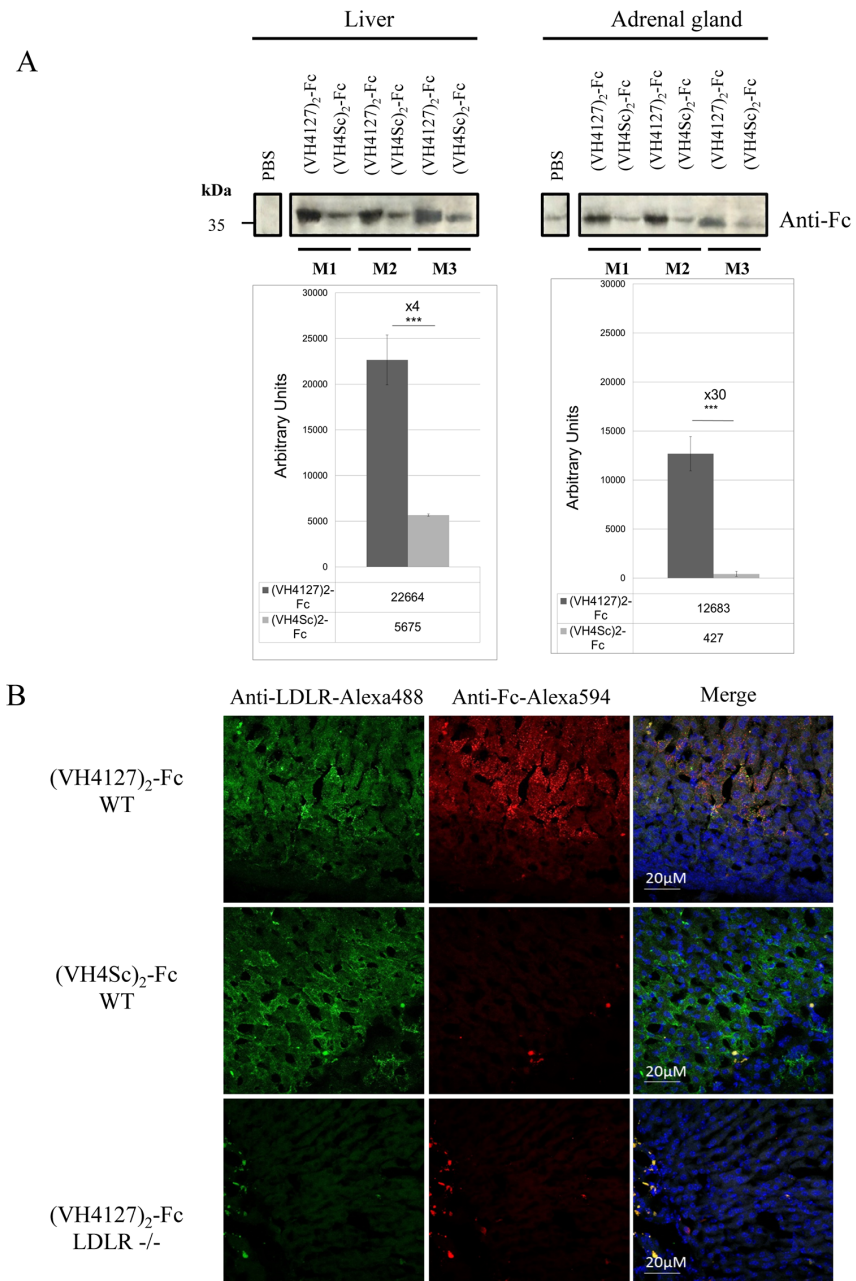 Liver
Adrenal gland
A
PBS
(VH4127)2-Fc
(VH4Sc)2-Fc
(VH4127)2-Fc
(VH4Sc)2-Fc
(VH4127)2-Fc
(VH4Sc)2-Fc
PBS
(VH4127)2-Fc
(VH4Sc)2-Fc
(VH4127)2-Fc
(VH4Sc)2-Fc
(VH4127)2-Fc
(VH4Sc)2-Fc
kDa
35
Anti-Fc
M1 M2 M3
M1 M2 M3
Arbitrary Units
30000
25000
20000
15000
10000
5000
0
x4
***
(VH4127)2-Fc 22664
(VH4Sc)2-Fc 5675
Arbitrary Units
30000
25000
20000
15000
10000
5000
0
x30
***
(VH4127)2-Fc 12683
(VH4Sc)2-Fc 427
B
Anti-LDLR-Alexa488 Anti-Fc-Alexa594 Merge
(VH4127)2-Fc
WT
20µM
(VH4Sc)2-Fc
WT
20µM
(VH4127)2-Fc
LDLR -/-
20µM